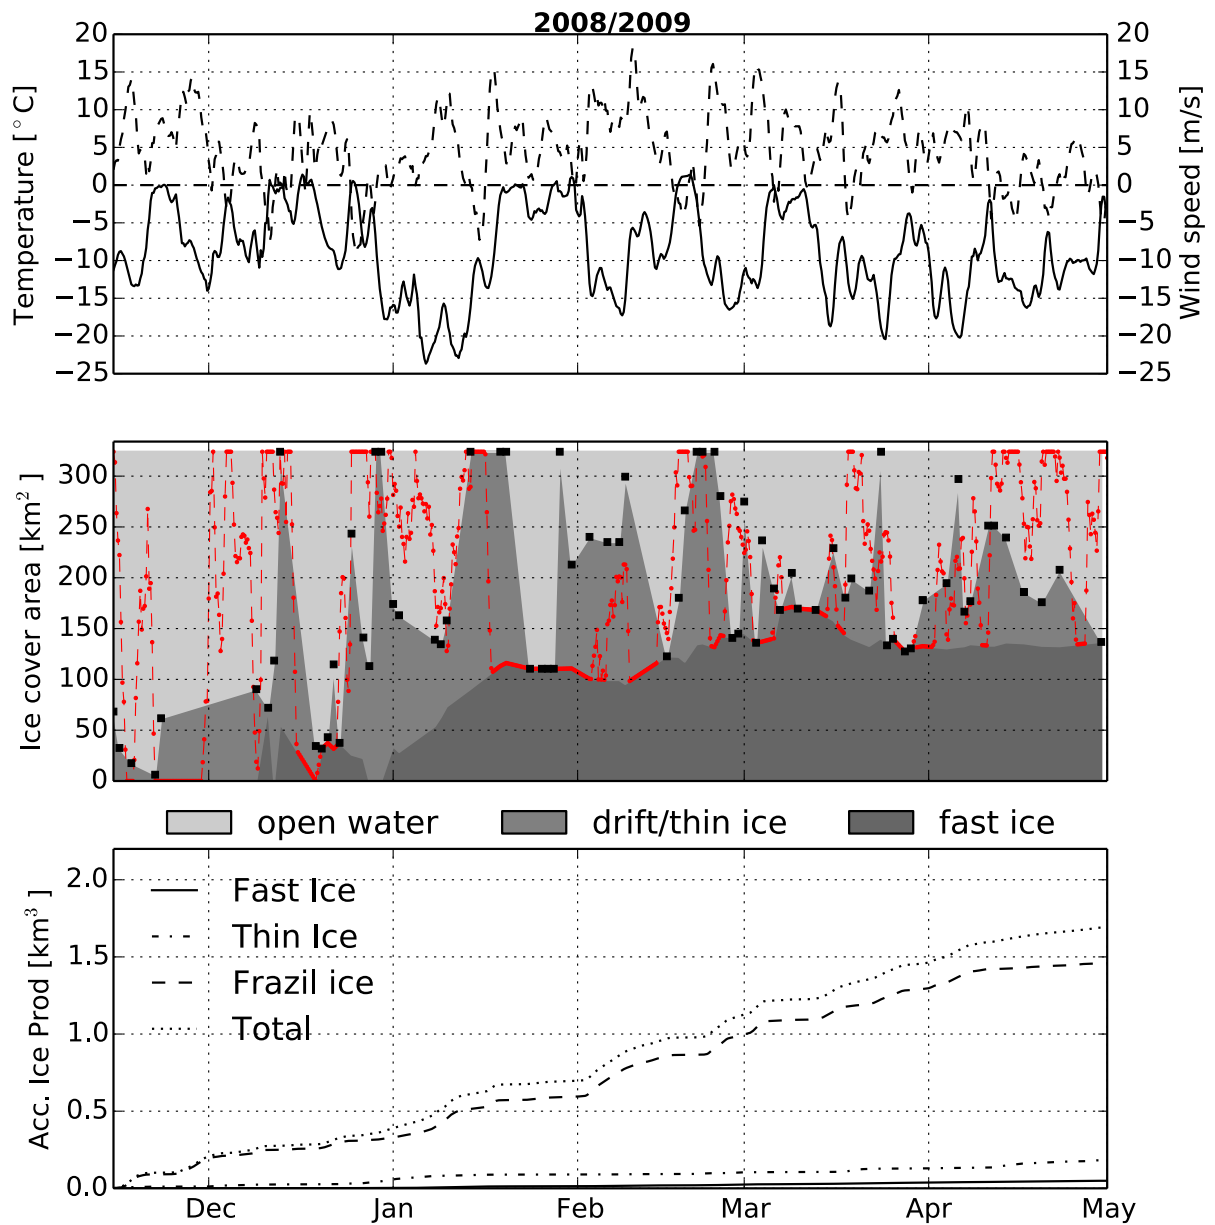 2008/2009
Temperature [ °C]
20
15
10
5
0
−5
−10
−15
−20
−25
20
15
10
5
0
−5
−10
−15
−20
−25
Wind speed [m/s]
Ice cover area [km²]
300
250
200
150
100
50
0
open water
drift/thin ice
fast ice
Acc. Ice Prod [km³ ]
2.0
1.5
1.0
0.5
0.0
Fast Ice
Thin Ice
Frazil ice
Total
Dec Jan Feb Mar Apr May